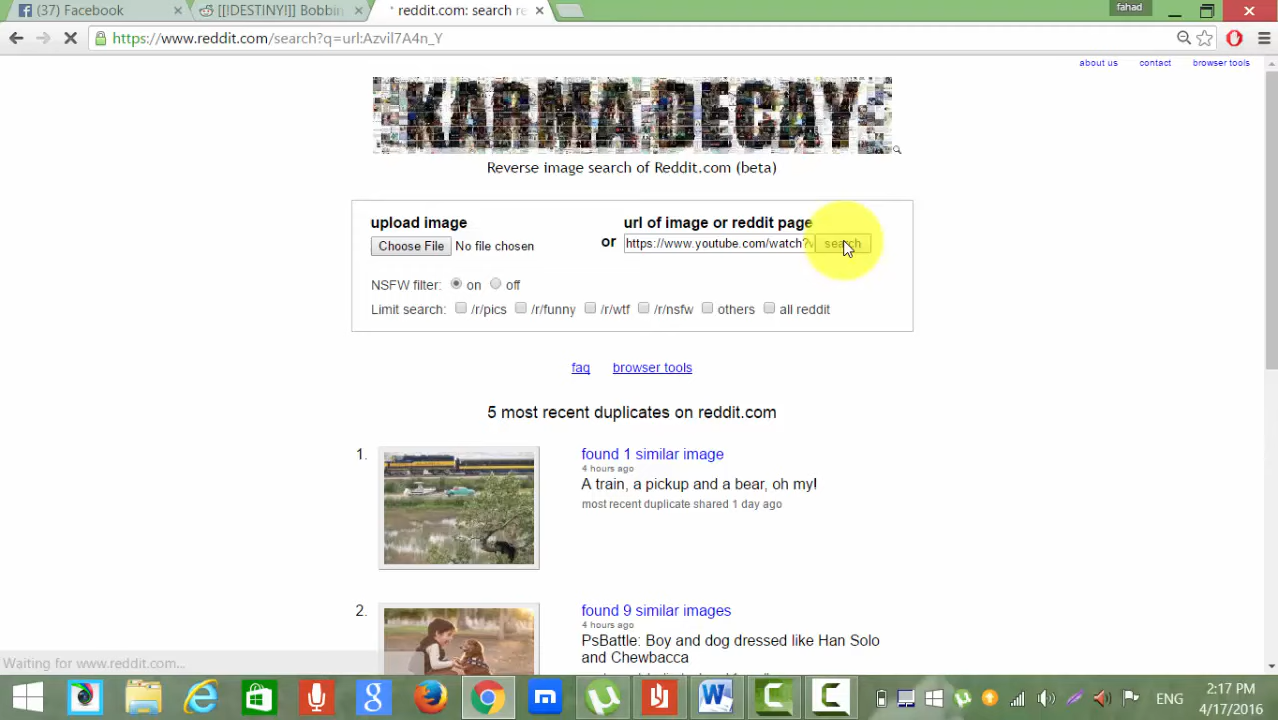 (37) Facebook
[[!DESTINY!]] Bobbin
reddit.com: search re
fahad
https://www.reddit.com/search?q=url:Azvil7A4n_Y
about us contact browser tools
KARMA DECAY
Reverse image search of Reddit.com (beta)
upload image
url of image or reddit page
Choose File No file chosen
or
https://www.youtube.com/watch?v
search
NSFW filter: on off
Limit search: /r/pics /r/funny /r/wtf /r/nsfw others all reddit
faq browser tools
5 most recent duplicates on reddit.com
1.
found 1 similar image
4 hours ago
A train, a pickup and a bear, oh my!
most recent duplicate shared 1 day ago
2.
found 9 similar images
4 hours ago
PsBattle: Boy and dog dressed like Han Solo
and Chewbacca
Waiting for www.reddit.com...
ENG
2:17 PM
4/17/2016